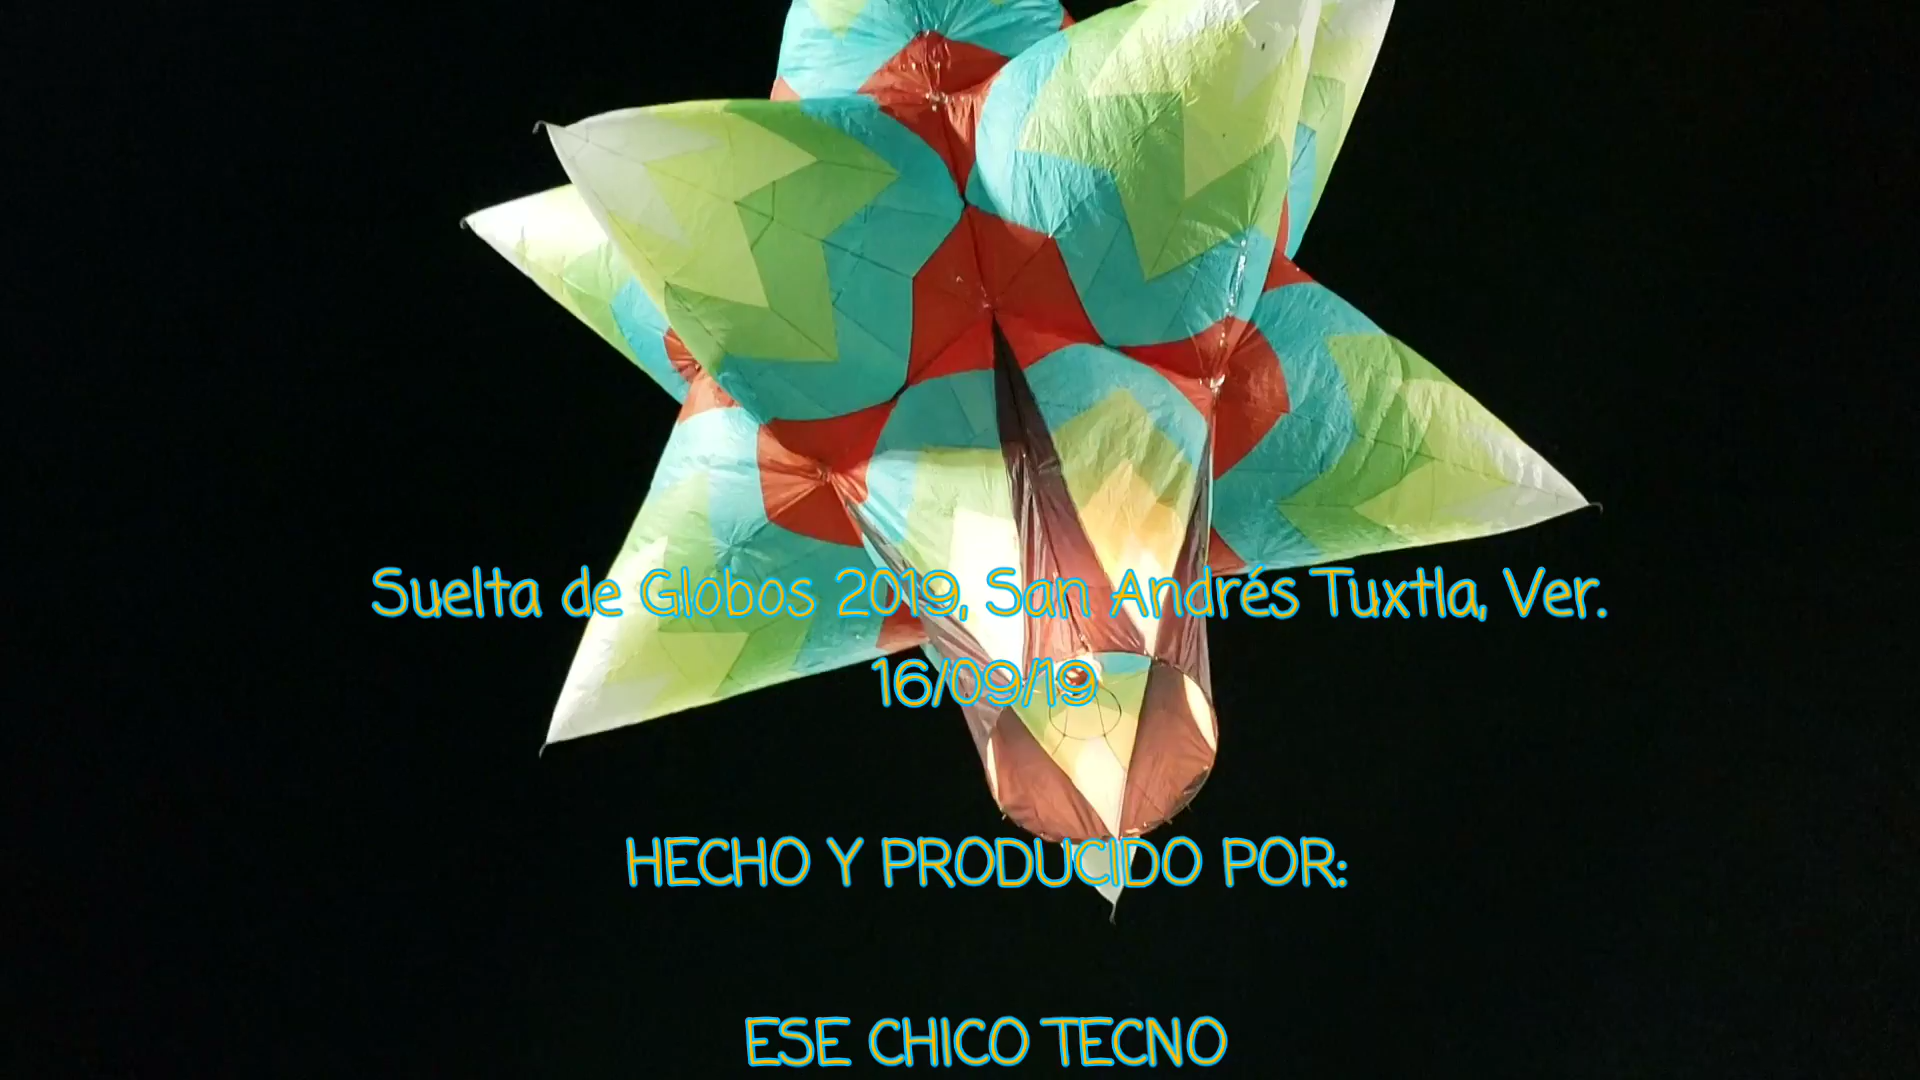 Suelta de Globos 2019, San Andrés Tuxtla, Ver.
16/09/19
HECHO Y PRODUCIDO POR:
ESE CHICO TECNO